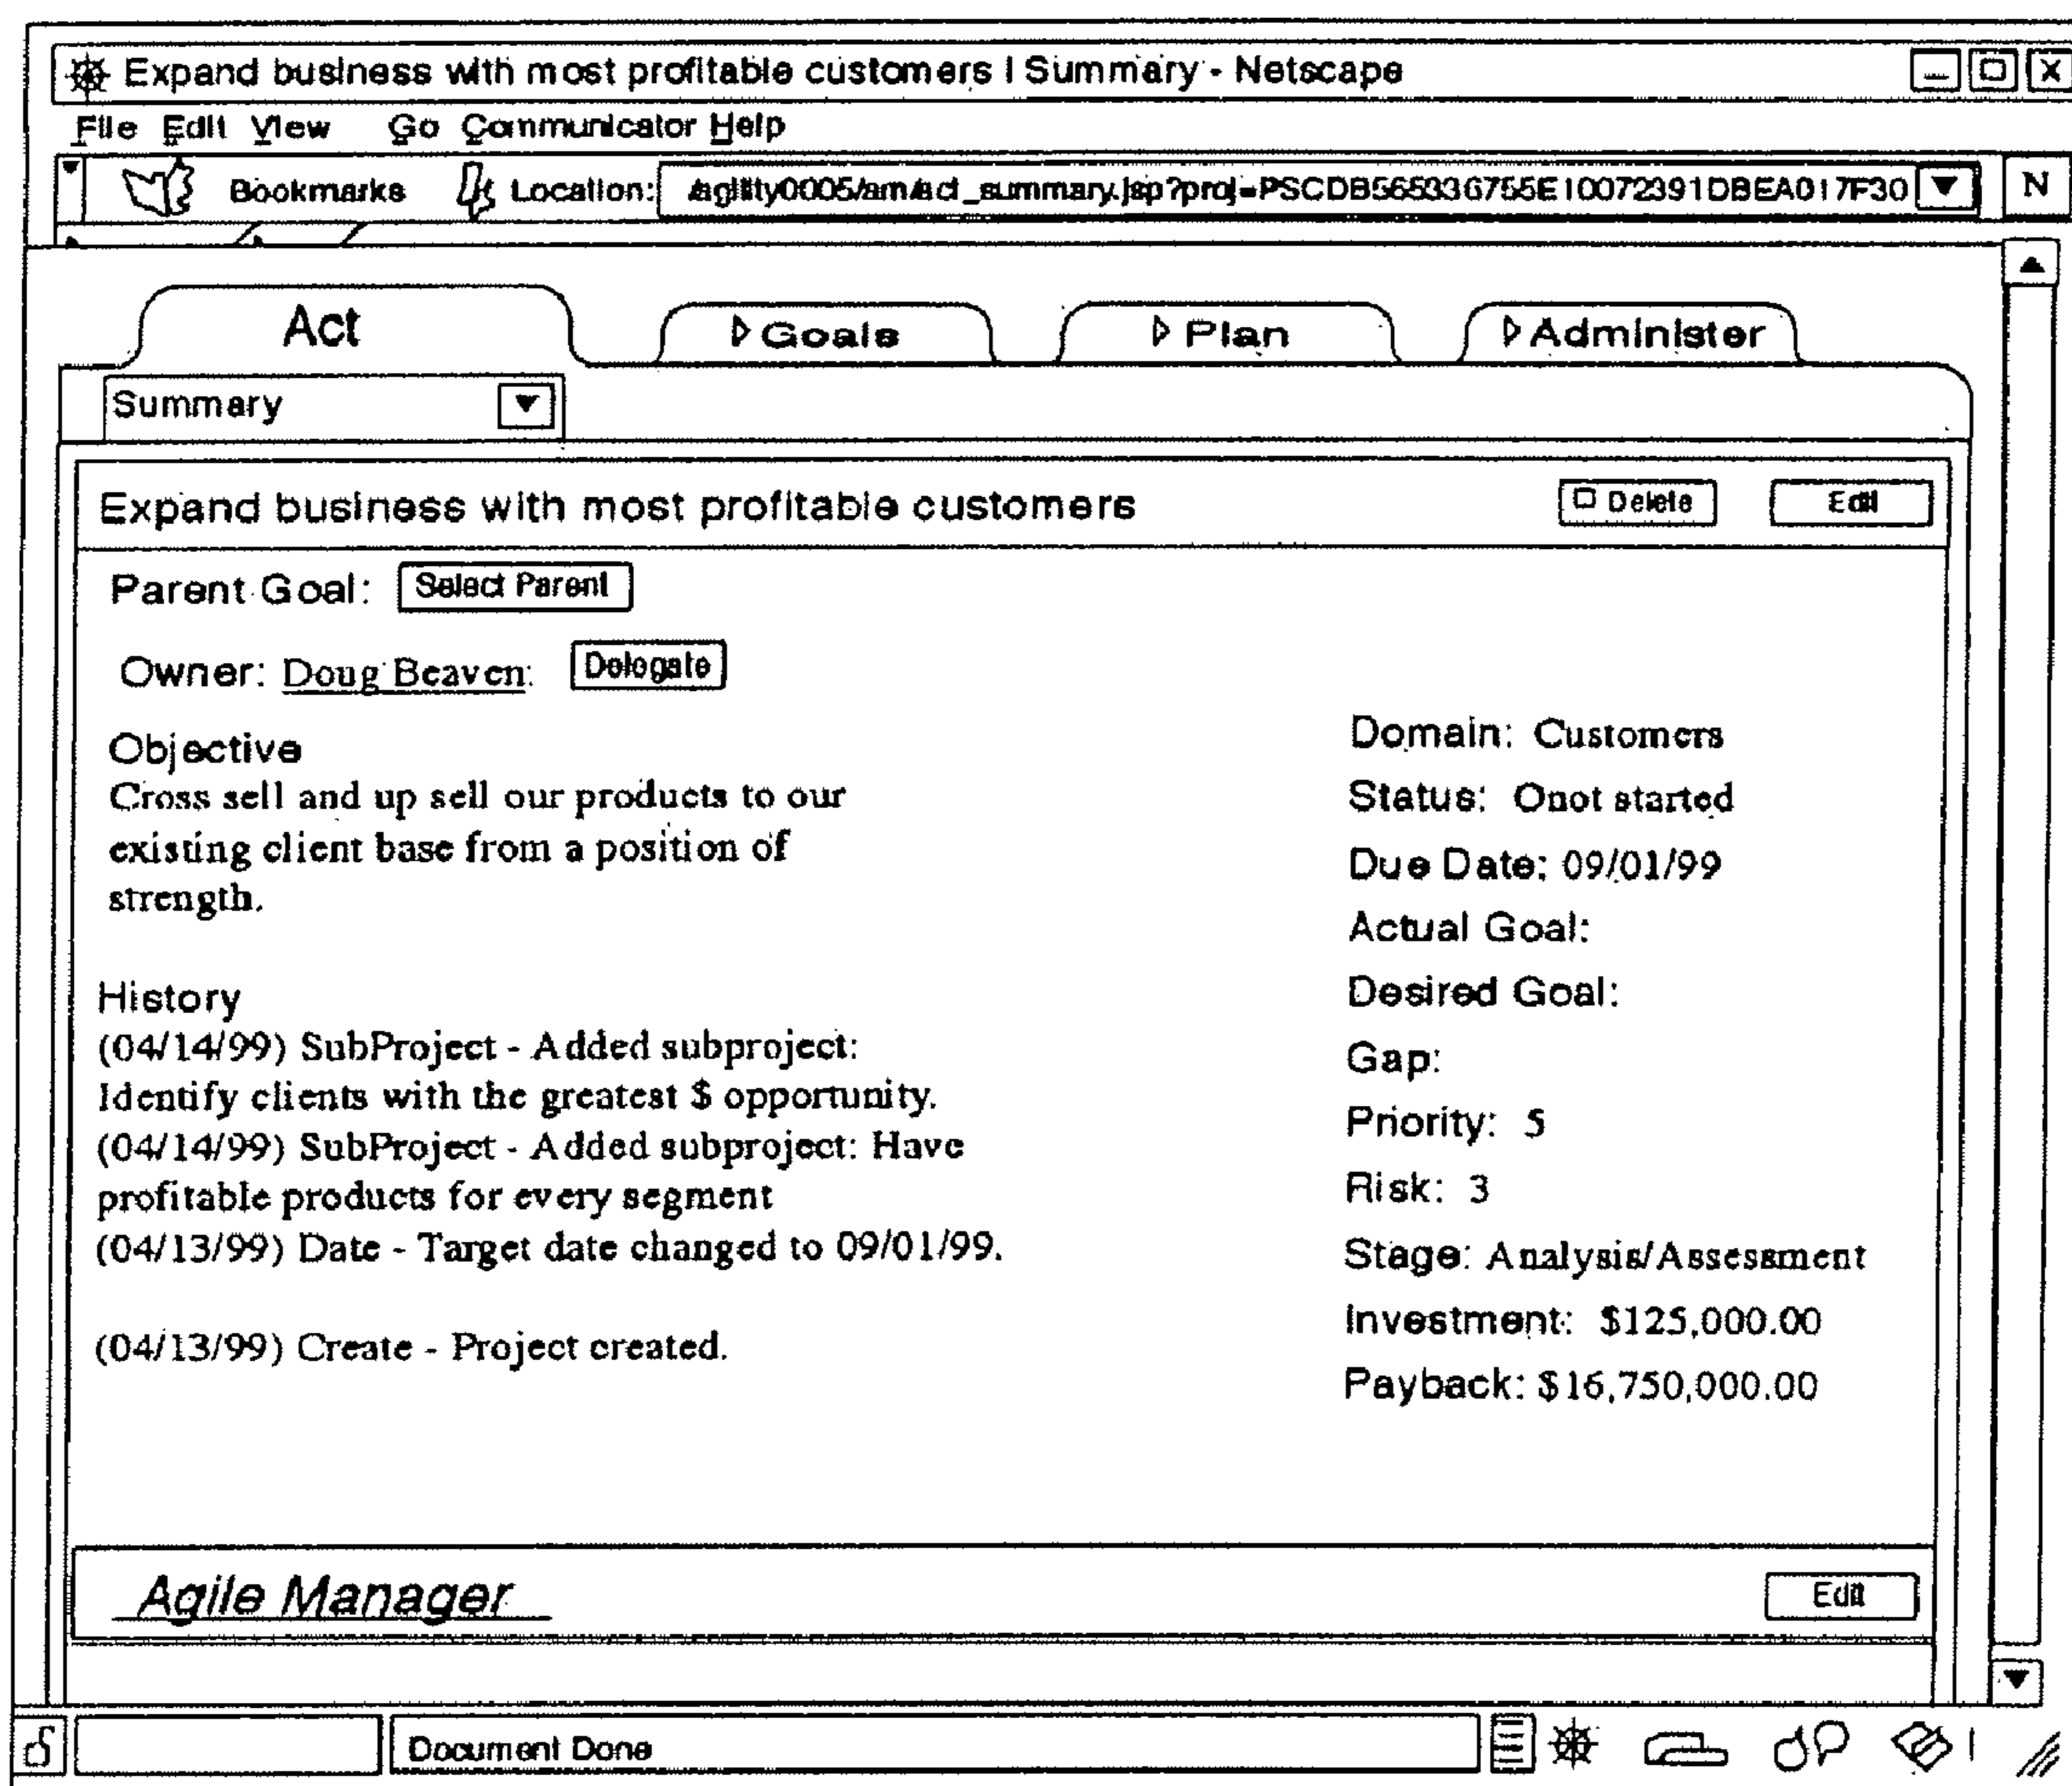 Expand business with most profitable customers | Summary - Netscape
File Edit View Go Communicator Help
Bookmarks Location: /agility0005/am/act_summary.jsp?proj=PSCDB565336755E10072391DBEA017F30 N
Act Goals Plan Administer
Summary
Expand business with most profitable customers Delete Edit
Parent Goal: Select Parent
Owner: Doug Beaven: Delegate
Objective
Cross sell and up sell our products to our
existing client base from a position of
strength.
History
(04/14/99) SubProject - Added subproject:
Identify clients with the greatest $ opportunity.
(04/14/99) SubProject - Added subproject: Have
profitable products for every segment
(04/13/99) Date - Target date changed to 09/01/99.
(04/13/99) Create - Project created.
Domain: Customers
Status: Onot started
Due Date: 09/01/99
Actual Goal:
Desired Goal:
Gap:
Priority: 5
Risk: 3
Stage: Analysis/Assessment
Investment: $125,000.00
Payback: $16,750,000.00
Agile Manager Edit
Document Done